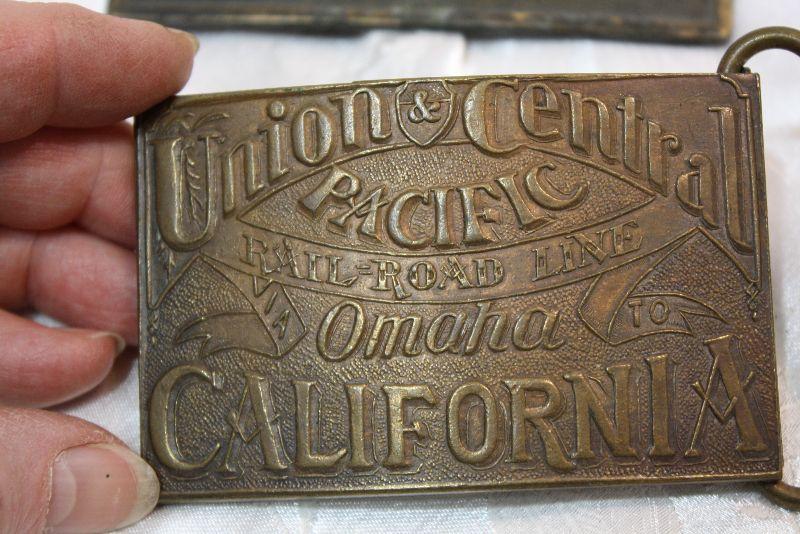 Union & Central
PACIFIC
RAIL-ROAD LINE
VIA Omaha TO
CALIFORNIA